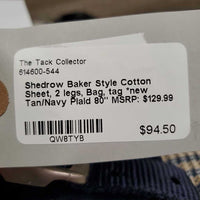 The Tack Collector
614600-544
Shedrow Baker Style Cotton
Sheet, 2 legs, Bag, tag *new
Tan/Navy Plaid 80" MSRP: $129.99
QW8TYB
$94.50